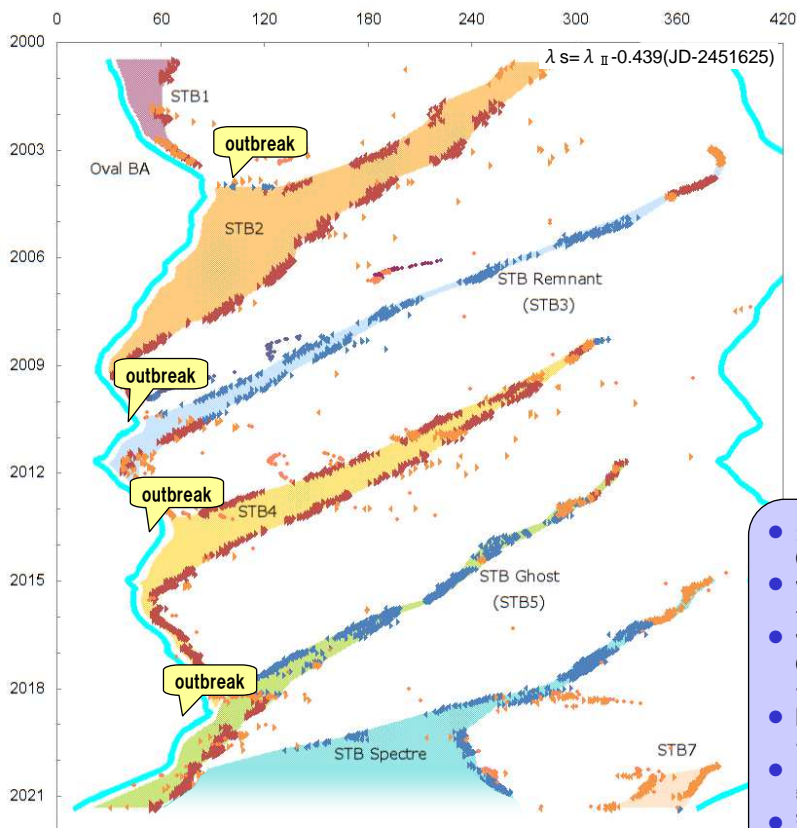 0 60 120 180 240 300 360 420
2000
λs=λⅡ-0.439(JD-2451625)
STB1
outbreak
2003
Oval BA
STB2
2006
STB Remnant
(STB3)
2009
outbreak
2012
outbreak
STB4
2015
STB Ghost
(STB5)
outbreak
2018
STB Spectre
STB7
2021